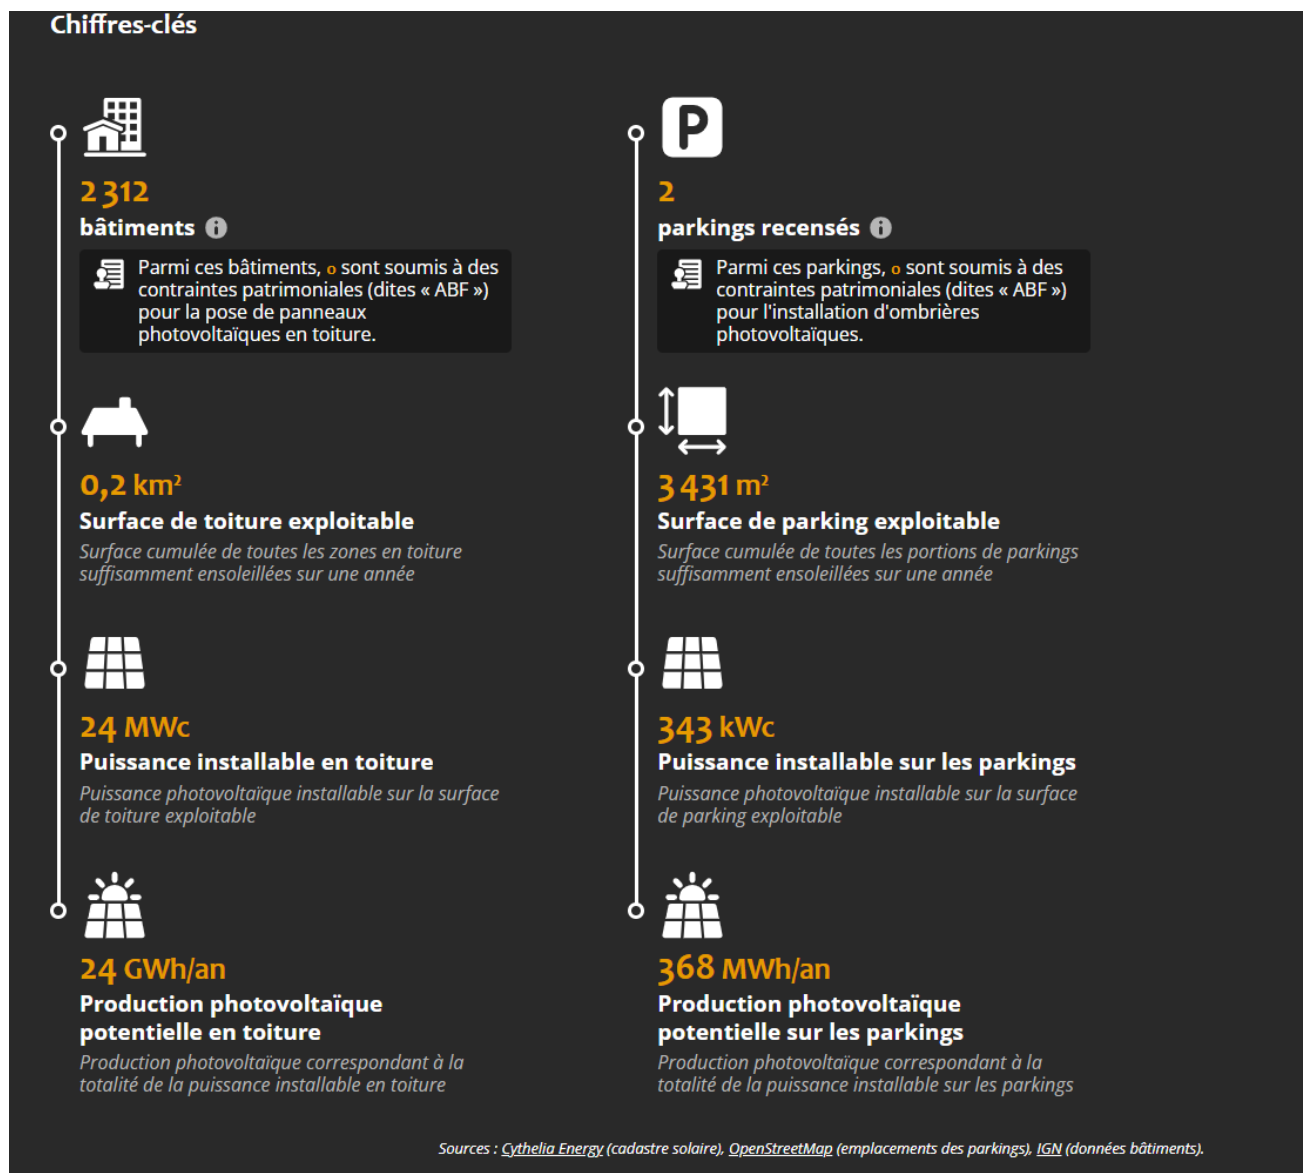 Chiffres-clés
2 312
bâtiments
Parmi ces bâtiments, 0 sont soumis à des
contraintes patrimoniales (dites « ABF »)
pour la pose de panneaux
photovoltaïques en toiture.
0,2 km²
Surface de toiture exploitable
Surface cumulée de toutes les zones en toiture
suffisamment ensoleillées sur une année
24 MWc
Puissance installable en toiture
Puissance photovoltaïque installable sur la surface
de toiture exploitable
24 GWh/an
Production photovoltaïque
potentielle en toiture
Production photovoltaïque correspondant à la
totalité de la puissance installable en toiture
P
2
parkings recensés
Parmi ces parkings, 0 sont soumis à des
contraintes patrimoniales (dites « ABF »)
pour l'installation d'ombrières
photovoltaïques.
3 431 m²
Surface de parking exploitable
Surface cumulée de toutes les portions de parkings
suffisamment ensoleillées sur une année
343 kWc
Puissance installable sur les parkings
Puissance photovoltaïque installable sur la surface
de parking exploitable
368 MWh/an
Production photovoltaïque
potentielle sur les parkings
Production photovoltaïque correspondant à la
totalité de la puissance installable sur les parkings
Sources : Cythelia Energy (cadastre solaire), OpenStreetMap (emplacements des parkings), IGN (données bâtiments).